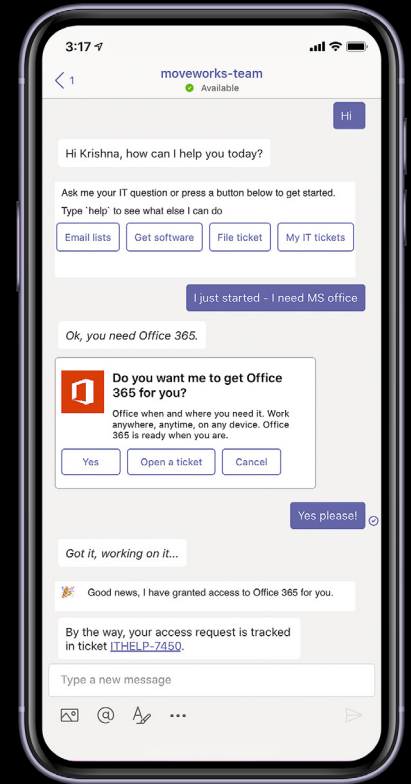 3:17
1
moveworks-team
Available
Hi
Hi Krishna, how can I help you today?
Ask me your IT question or press a button below to get started.
Type `help` to see what else I can do
Email lists
Get software
File ticket
My IT tickets
I just started - I need MS office
Ok, you need Office 365.
Do you want me to get Office
365 for you?
Office when and where you need it. Work
anywhere, anytime, on any device. Office
365 is ready when you are.
Yes
Open a ticket
Cancel
Yes please!
Got it, working on it...
Good news, I have granted access to Office 365 for you.
By the way, your access request is tracked
in ticket ITHELP-7450.
Type a new message